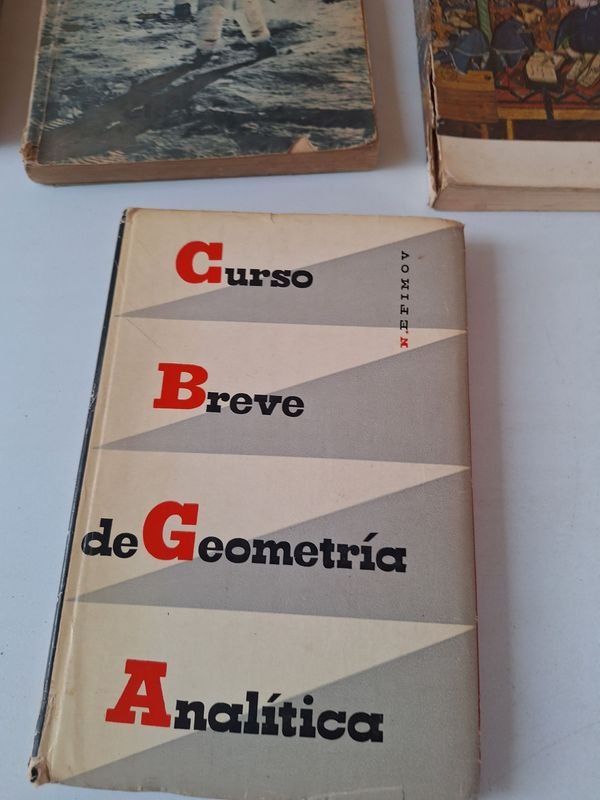 Curso
N. EFIMOV
Breve
de Geometría
Analítica